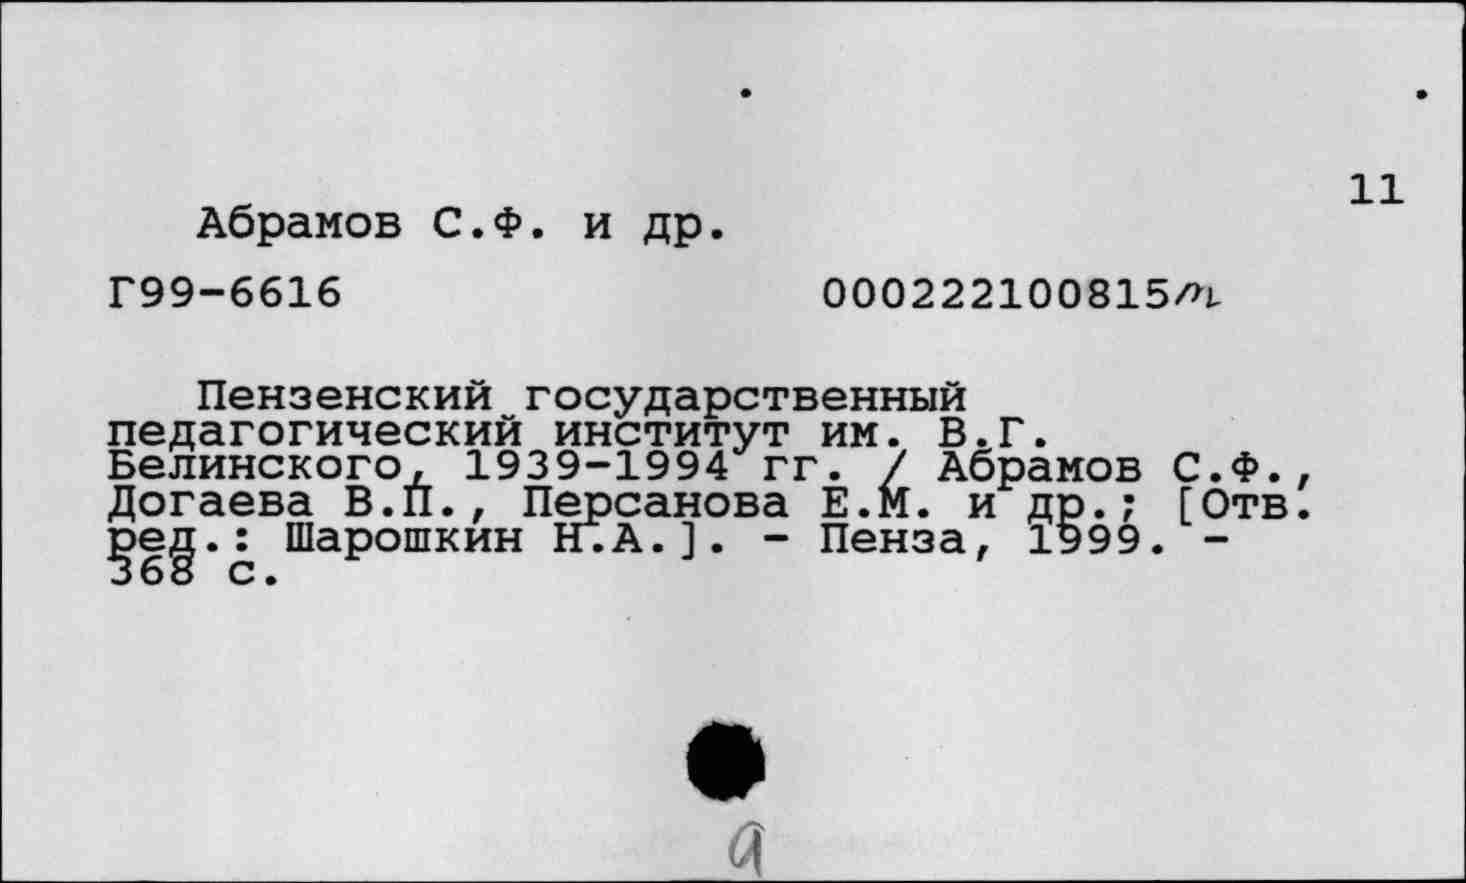 11
Абрамов С.Ф. и др.
Г99-6616 000222100815
Пензенский государственный
педагогический институт им. В.Г.
Белинского, 1939-1994 гг. / Абрамов С.Ф.,
Догаева В.П., Персанова Е.М. и др.; [Отв.
ред.: Шарошкин Н.А.]. - Пенза, 1999. -
368 с.